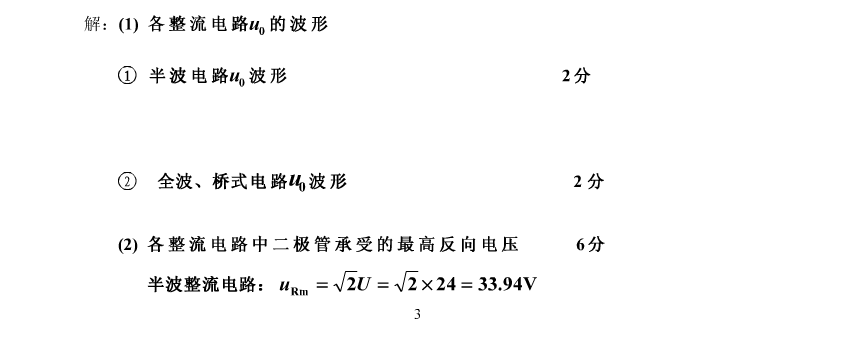 解：(1) 各整流电路u₀的波形
① 半波电路u₀波形 2分
② 全波、桥式电路u₀波形 2分
(2) 各整流电路中二极管承受的最高反向电压 6分
半波整流电路：u_Rm = √2U = √2×24 = 33.94V
3